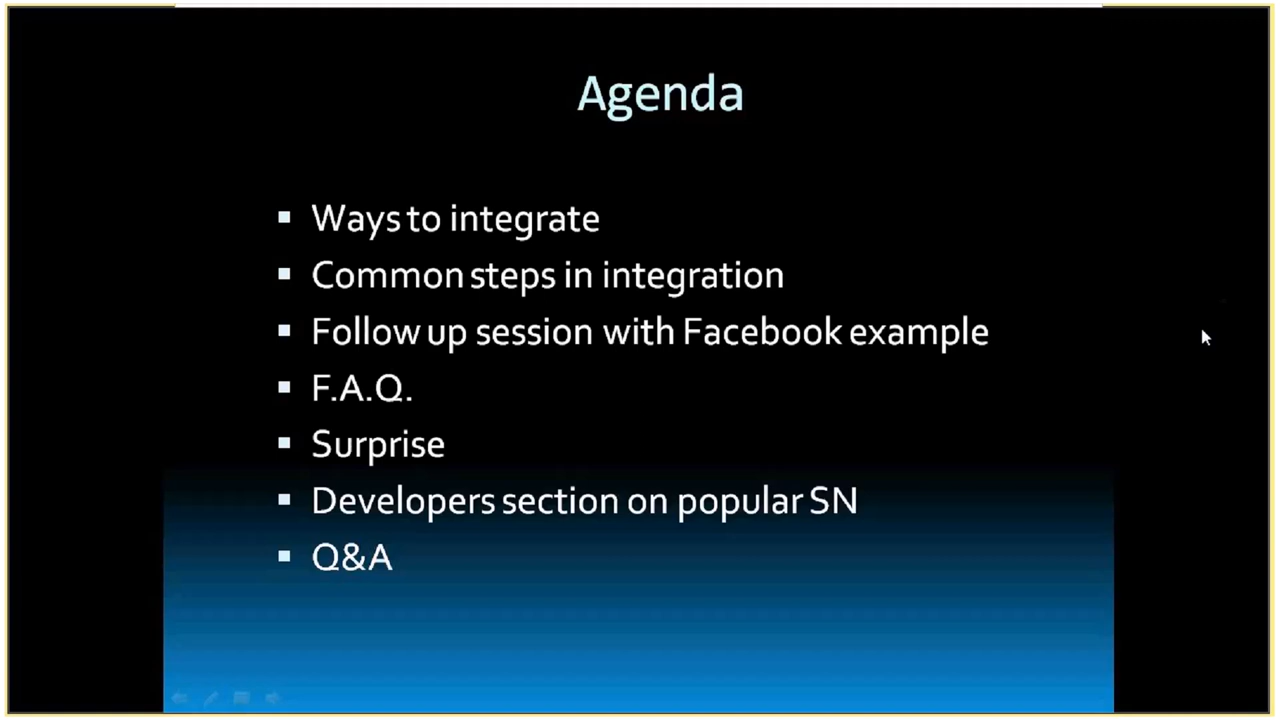 Agenda
Ways to integrate
Common steps in integration
Follow up session with Facebook example
F.A.Q.
Surprise
Developers section on popular SN
Q&A